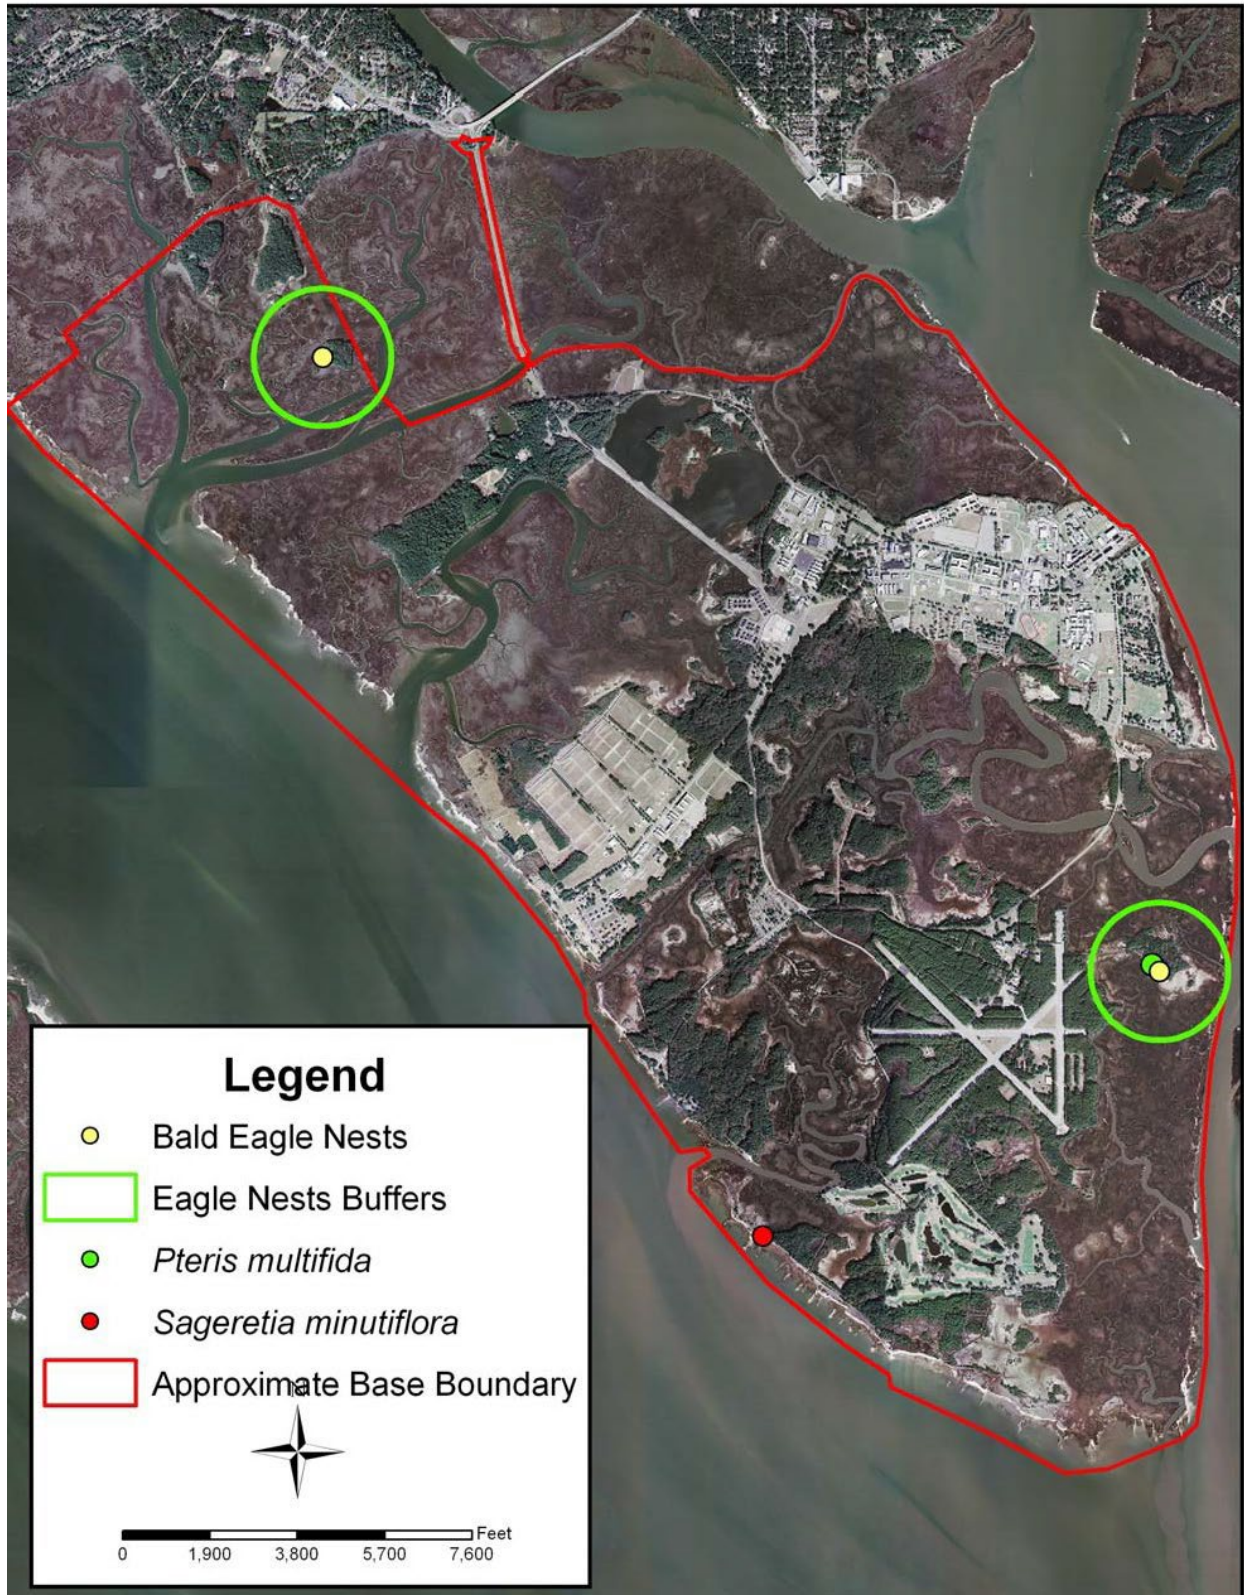 Legend
Bald Eagle Nests
Eagle Nests Buffers
Pteris multifida
Sageretia minutiflora
Approximate Base Boundary
N
Feet
0 1,900 3,800 5,700 7,600